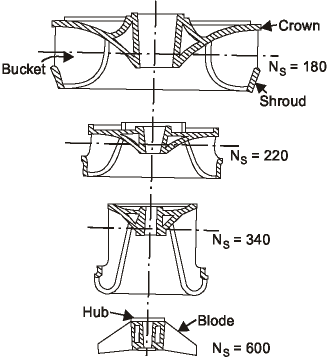 Crown
Bucket
N_S = 180
Shroud
N_S = 220
N_S = 340
Hub
Blode
N_S = 600